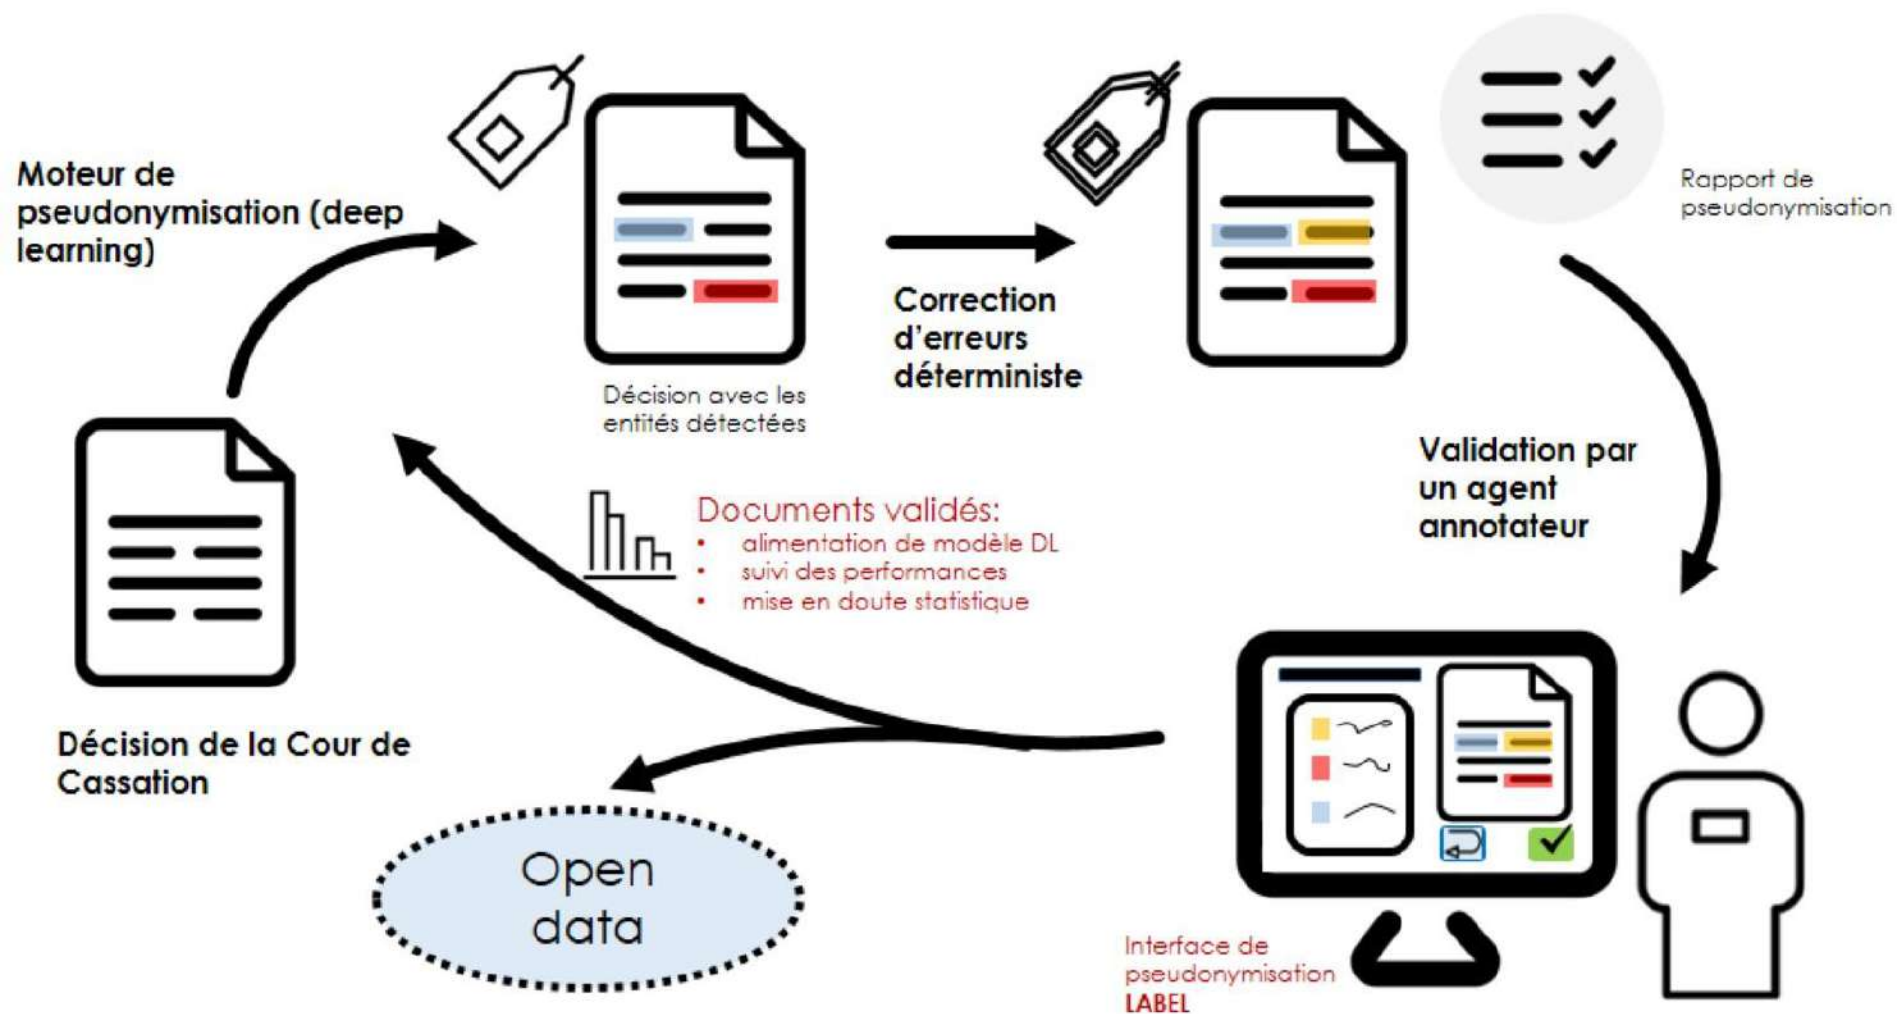 Moteur de
pseudonymisation (deep
learning)
Décision avec les
entités détectées
Correction
d'erreurs
déterministe
Rapport de
pseudonymisation
Validation par
un agent
annotateur
Documents validés:
• alimentation de modèle DL
• suivi des performances
• mise en doute statistique
Décision de la Cour de
Cassation
Open
data
Interface de
pseudonymisation
LABEL